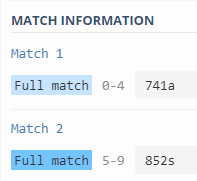 MATCH INFORMATION
Match 1
Full match 0-4 741a
Match 2
Full match 5-9 852s